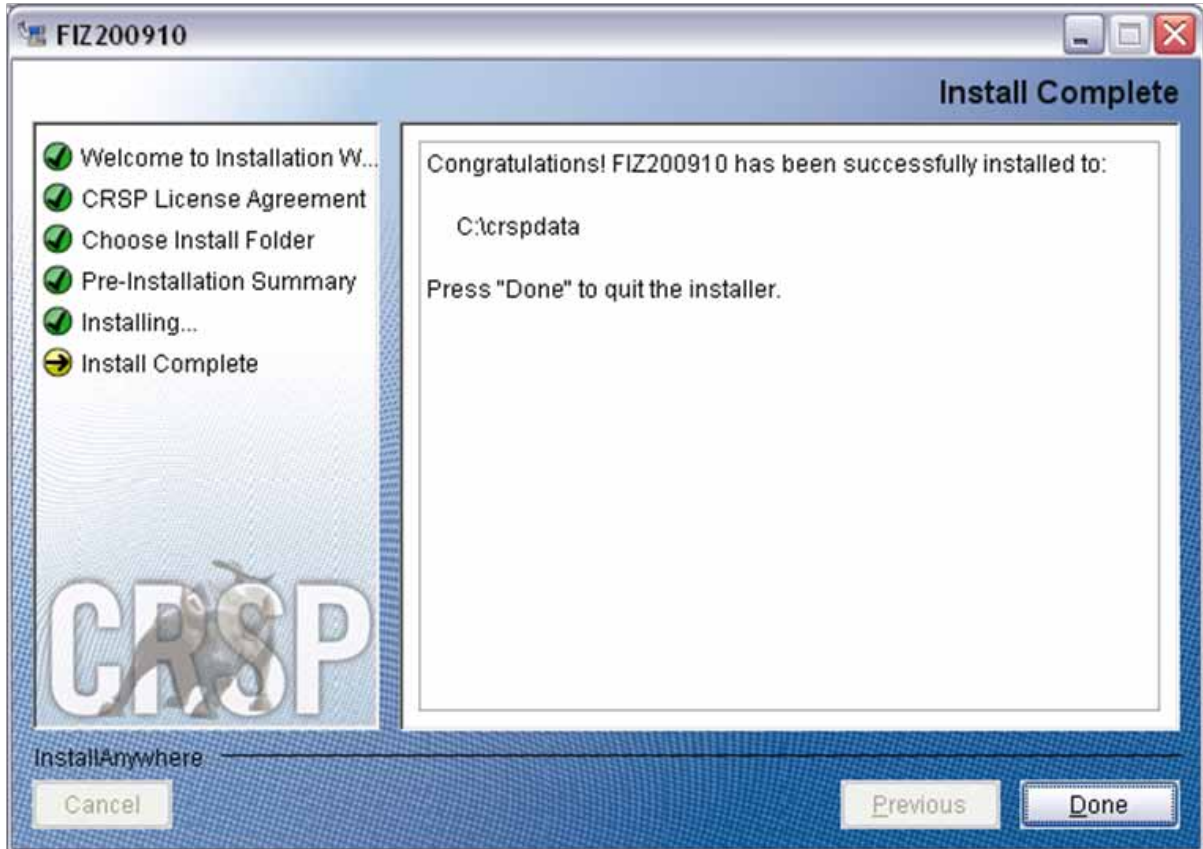 FIZ200910
Install Complete
Welcome to Installation W...
CRSP License Agreement
Choose Install Folder
Pre-Installation Summary
Installing...
Install Complete
CRSP
Congratulations! FIZ200910 has been successfully installed to:
C:\crspdata
Press "Done" to quit the installer.
InstallAnywhere
Cancel
Previous
Done